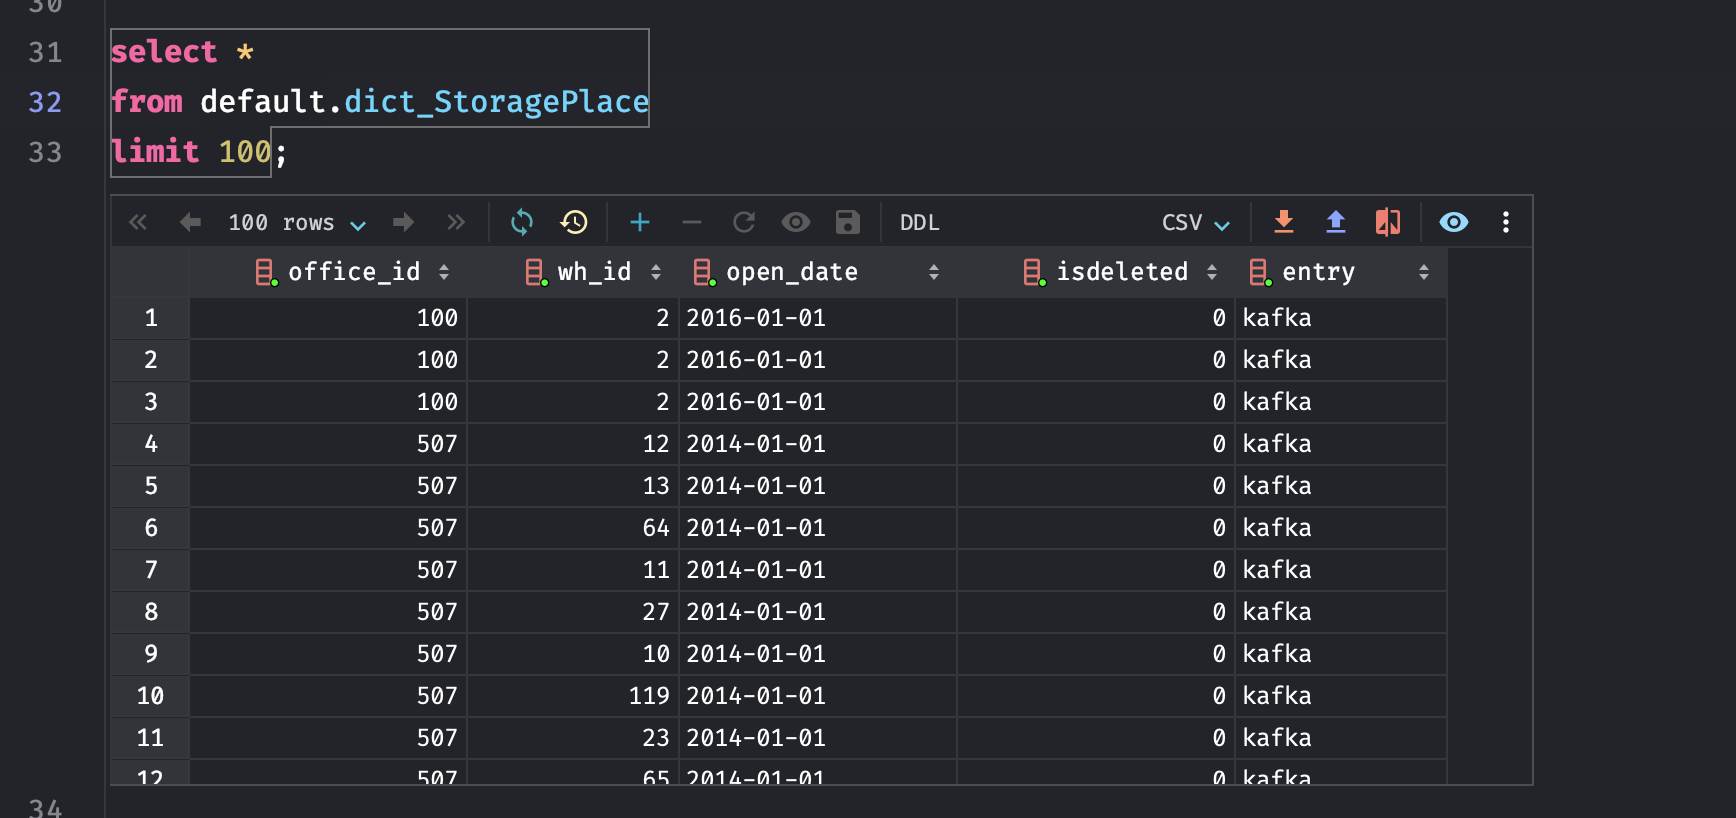 30
31 select *
32 from default.dict_StoragePlace
33 limit 100;
100 rows DDL CSV
office_id wh_id open_date isdeleted entry
1 100 2 2016-01-01 0 kafka
2 100 2 2016-01-01 0 kafka
3 100 2 2016-01-01 0 kafka
4 507 12 2014-01-01 0 kafka
5 507 13 2014-01-01 0 kafka
6 507 64 2014-01-01 0 kafka
7 507 11 2014-01-01 0 kafka
8 507 27 2014-01-01 0 kafka
9 507 10 2014-01-01 0 kafka
10 507 119 2014-01-01 0 kafka
11 507 23 2014-01-01 0 kafka
12 507 65 2014-01-01 0 kafka
34